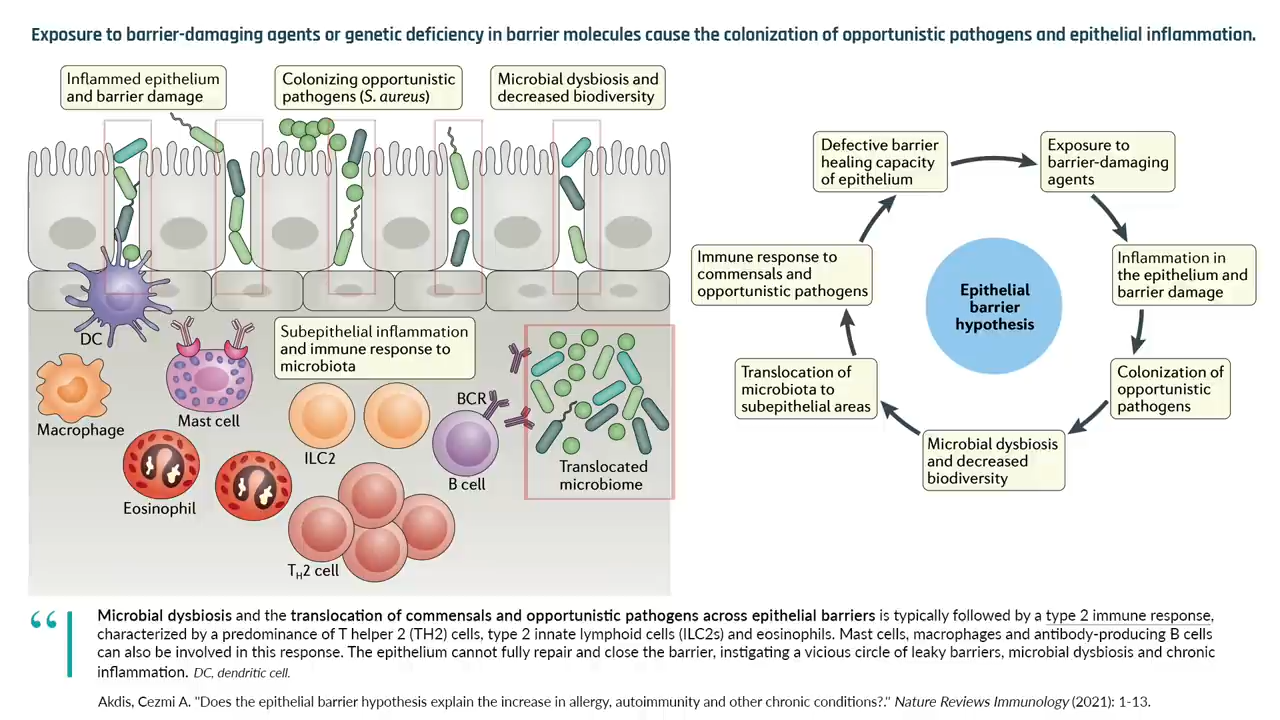 Exposure to barrier-damaging agents or genetic deficiency in barrier molecules cause the colonization of opportunistic pathogens and epithelial inflammation.
Inflammed epithelium
and barrier damage
Colonizing opportunistic
pathogens (S. aureus)
Microbial dysbiosis and
decreased biodiversity
DC
Macrophage
Mast cell
Eosinophil
Subepithelial inflammation
and immune response to
microbiota
ILC2
BCR
B cell
TH2 cell
Translocated
microbiome
Defective barrier
healing capacity
of epithelium
Exposure to
barrier-damaging
agents
Immune response to
commensals and
opportunistic pathogens
Epithelial
barrier
hypothesis
Inflammation in
the epithelium and
barrier damage
Translocation of
microbiota to
subepithelial areas
Colonization of
opportunistic
pathogens
Microbial dysbiosis
and decreased
biodiversity
“ Microbial dysbiosis and the translocation of commensals and opportunistic pathogens across epithelial barriers is typically followed by a type 2 immune response,
characterized by a predominance of T helper 2 (TH2) cells, type 2 innate lymphoid cells (ILC2s) and eosinophils. Mast cells, macrophages and antibody-producing B cells
can also be involved in this response. The epithelium cannot fully repair and close the barrier, instigating a vicious circle of leaky barriers, microbial dysbiosis and chronic
inflammation. DC, dendritic cell.
Akdis, Cezmi A. "Does the epithelial barrier hypothesis explain the increase in allergy, autoimmunity and other chronic conditions?." Nature Reviews Immunology (2021): 1-13.